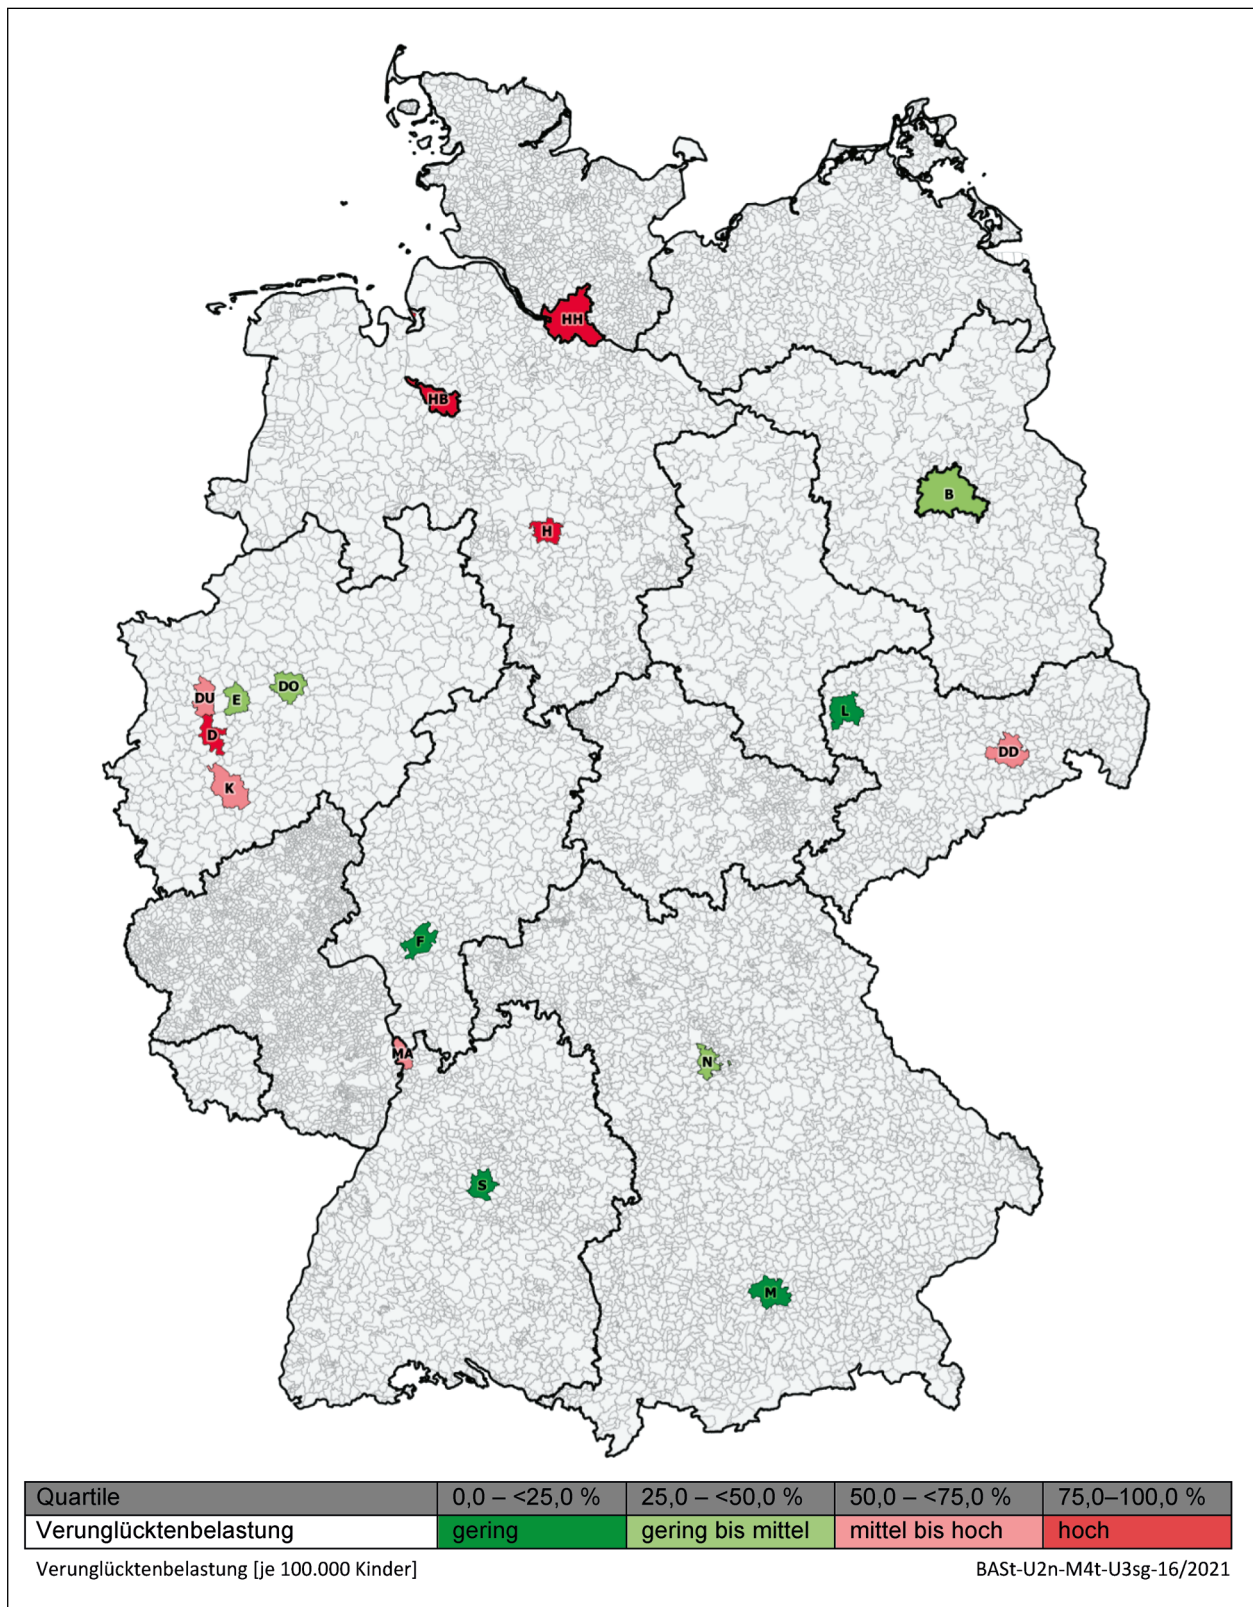 HH
HB
B
H
DU
E
DO
D
L
DD
K
F
MA
N
S
M
Quartile 0,0 – <25,0 % 25,0 – <50,0 % 50,0 – <75,0 % 75,0–100,0 %
Verunglücktenbelastung gering gering bis mittel mittel bis hoch hoch
Verunglücktenbelastung [je 100.000 Kinder] BASt-U2n-M4t-U3sg-16/2021